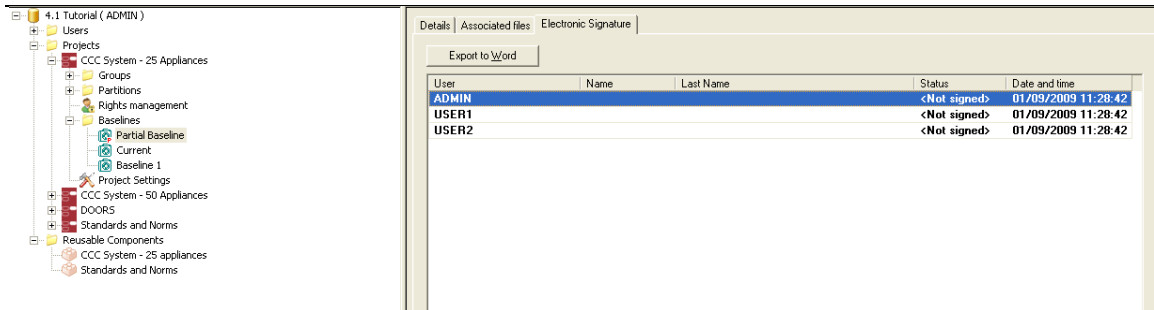 4.1 Tutorial ( ADMIN )
Users
Projects
CCC System - 25 Appliances
Groups
Partitions
Rights management
Baselines
Partial Baseline
Current
Baseline 1
Project Settings
CCC System - 50 Appliances
DOORS
Standards and Norms
Reusable Components
CCC System - 25 appliances
Standards and Norms
Details Associated files Electronic Signature
Export to Word
User Name Last Name Status Date and time
ADMIN <Not signed> 01/09/2009 11:28:42
USER1 <Not signed> 01/09/2009 11:28:42
USER2 <Not signed> 01/09/2009 11:28:42